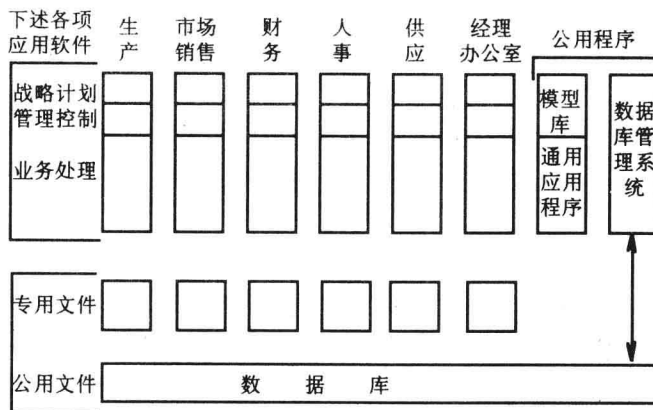 下述各项
应用软件
生
产
市场
销售
财
务
人
事
供
应
经理
办公室
公用程序
战略计划
管理控制
业务处理
模型
库
通用
应用
程序
数据
库管
理系
统
专用文件
公用文件
数 据 库